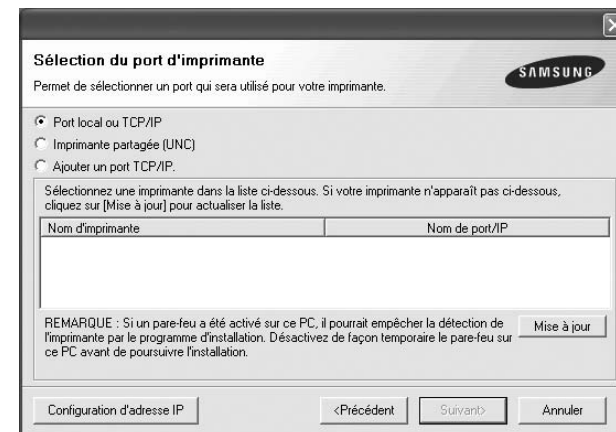 Sélection du port d'imprimante
Permet de sélectionner un port qui sera utilisé pour votre imprimante.
SAMSUNG
Port local ou TCP/IP
Imprimante partagée (UNC)
Ajouter un port TCP/IP.
Sélectionnez une imprimante dans la liste ci-dessous. Si votre imprimante n'apparaît pas ci-dessous,
cliquez sur [Mise à jour] pour actualiser la liste.
Nom d'imprimante Nom de port/IP
REMARQUE : Si un pare-feu a été activé sur ce PC, il pourrait empêcher la détection de
l'imprimante par le programme d'installation. Désactivez de façon temporaire le pare-feu sur
ce PC avant de poursuivre l'installation.
Mise à jour
Configuration d'adresse IP <Précédent Suivant> Annuler